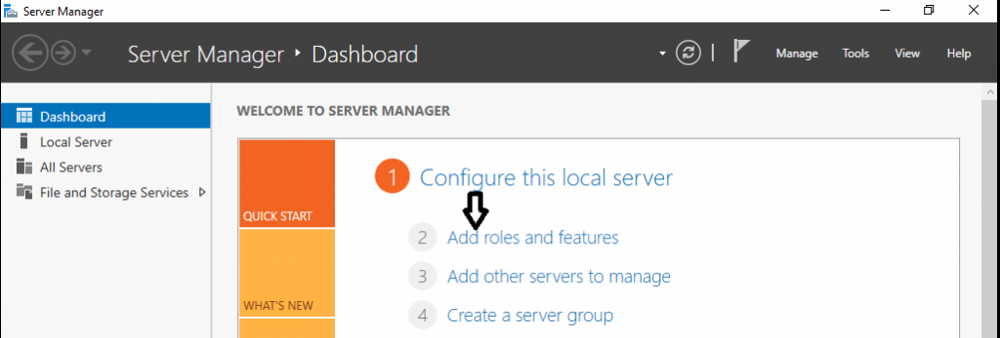 Server Manager
Server Manager ‣ Dashboard
Manage Tools View Help
Dashboard
Local Server
All Servers
File and Storage Services
WELCOME TO SERVER MANAGER
QUICK START
WHAT'S NEW
1 Configure this local server
2 Add roles and features
3 Add other servers to manage
4 Create a server group